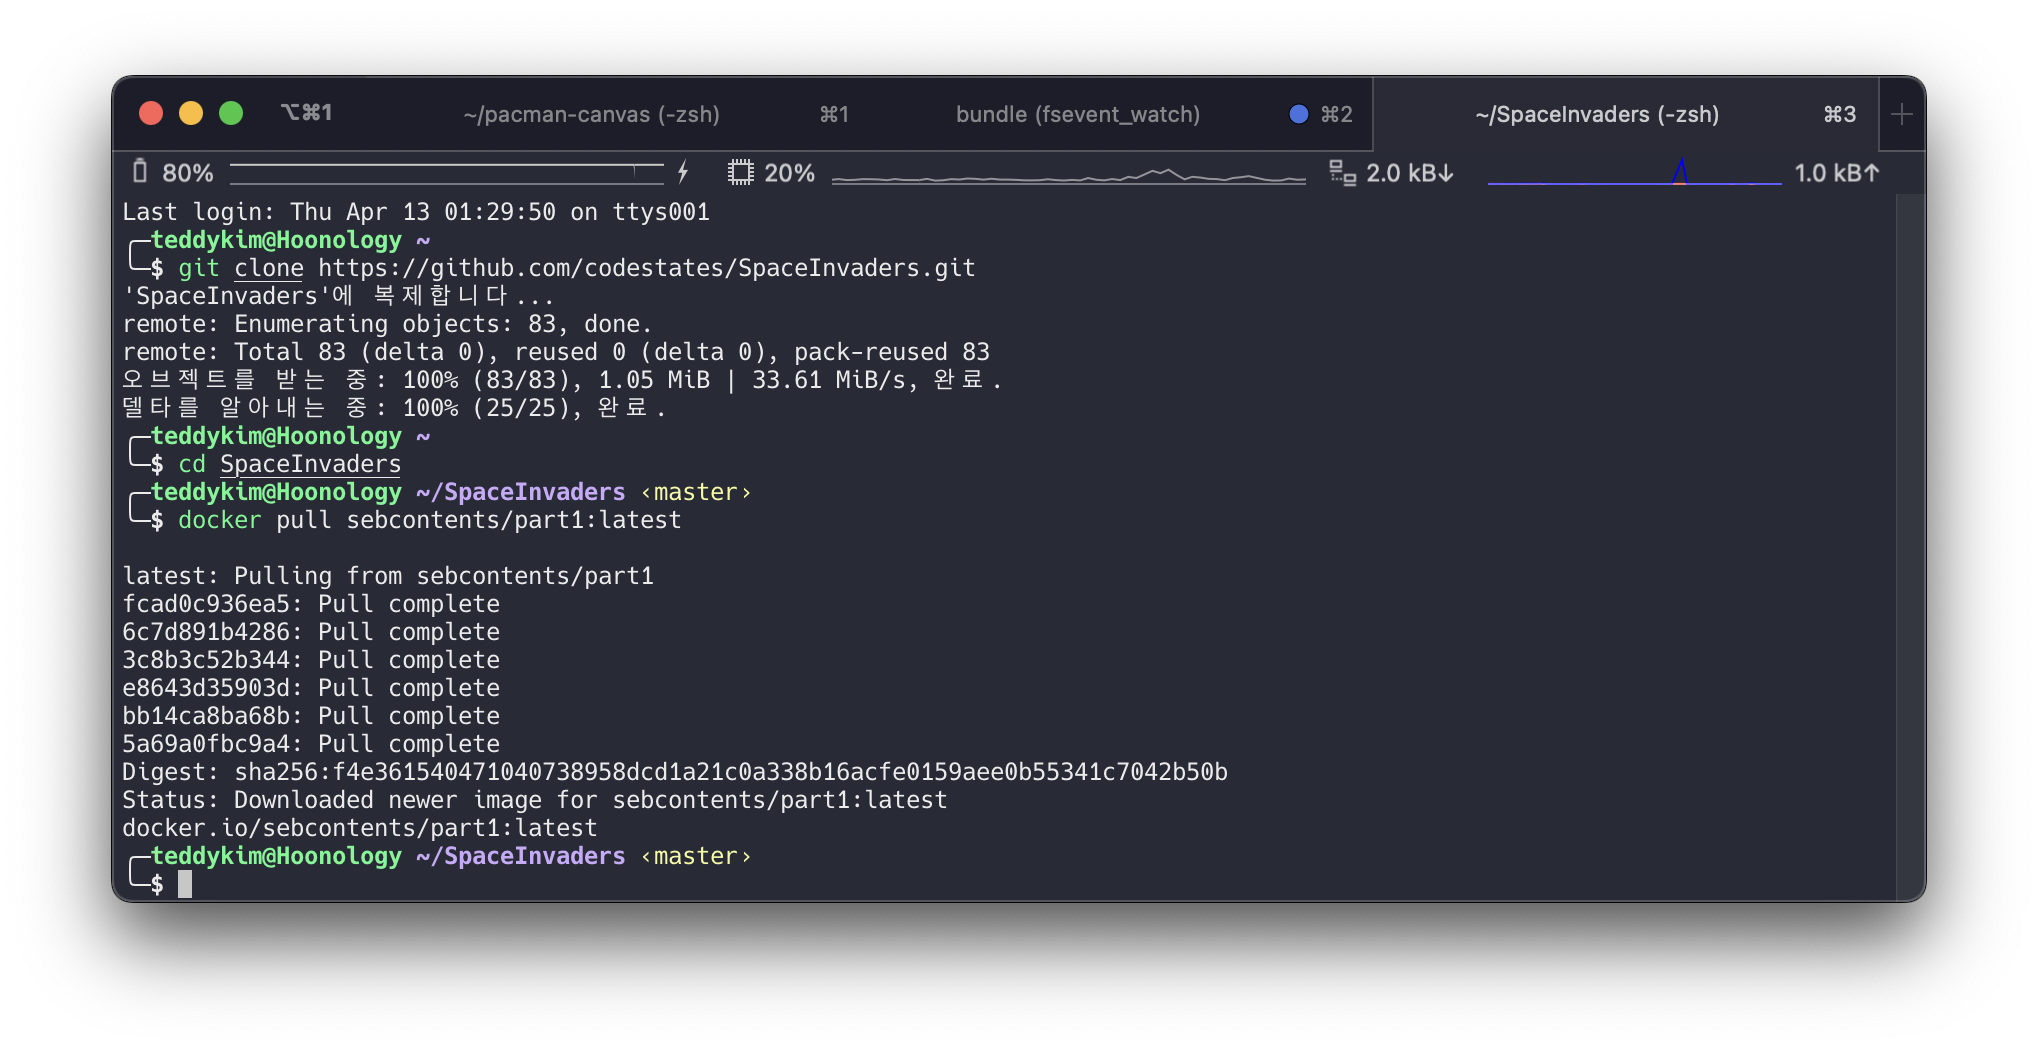 ⌥⌘1 ~/pacman-canvas (-zsh) ⌘1 bundle (fsevent_watch) ⌘2 ~/SpaceInvaders (-zsh) ⌘3 +
80% 20% 2.0 kB↓ 1.0 kB↑
Last login: Thu Apr 13 01:29:50 on ttys001
teddykim@Hoonology ~
$ git clone https://github.com/codestates/SpaceInvaders.git
'SpaceInvaders'에 복제합니다...
remote: Enumerating objects: 83, done.
remote: Total 83 (delta 0), reused 0 (delta 0), pack-reused 83
오브젝트를 받는 중: 100% (83/83), 1.05 MiB | 33.61 MiB/s, 완료.
델타를 알아내는 중: 100% (25/25), 완료.
teddykim@Hoonology ~
$ cd SpaceInvaders
teddykim@Hoonology ~/SpaceInvaders ‹master›
$ docker pull sebcontents/part1:latest
latest: Pulling from sebcontents/part1
fcad0c936ea5: Pull complete
6c7d891b4286: Pull complete
3c8b3c52b344: Pull complete
e8643d35903d: Pull complete
bb14ca8ba68b: Pull complete
5a69a0fbc9a4: Pull complete
Digest: sha256:f4e361540471040738958dcd1a21c0a338b16acfe0159aee0b55341c7042b50b
Status: Downloaded newer image for sebcontents/part1:latest
docker.io/sebcontents/part1:latest
teddykim@Hoonology ~/SpaceInvaders ‹master›
$